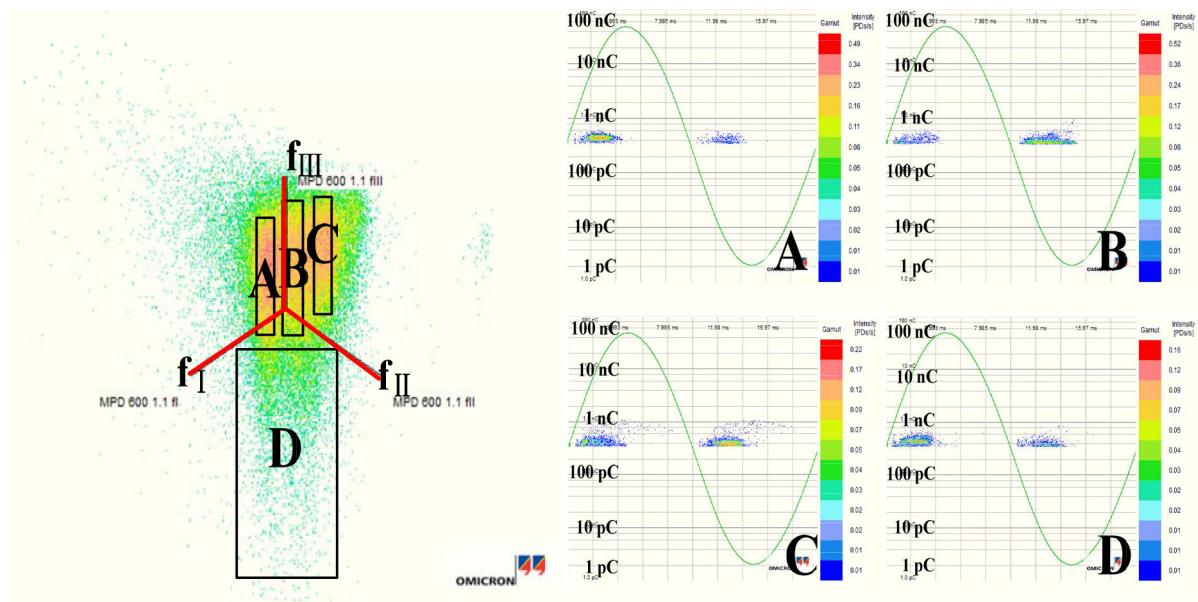 f III
MPD 600 1.1 fIII
A
B
C
f I
f II
MPD 600 1.1 fI
MPD 600 1.1 fII
D
OMICRON
100 nC
7.985 ms
11.98 ms
15.97 ms
Gamut
Intensity
[PDs/s]
10 nC
1 nC
100 pC
10 pC
1 pC
1.0 pC
0.49
0.34
0.23
0.16
0.11
0.08
0.05
0.04
0.03
0.02
0.01
0.01
OMICRON
A
100 nC
7.985 ms
11.98 ms
15.97 ms
Gamut
Intensity
[PDs/s]
10 nC
1 nC
100 pC
10 pC
1 pC
1.0 pC
0.52
0.36
0.24
0.17
0.12
0.08
0.05
0.04
0.03
0.02
0.01
0.01
OMICRON
B
100 nC
7.985 ms
11.98 ms
15.97 ms
Gamut
Intensity
[PDs/s]
10 nC
1 nC
100 pC
10 pC
1 pC
1.0 pC
0.22
0.17
0.12
0.09
0.07
0.05
0.04
0.03
0.02
0.02
0.01
0.01
OMICRON
C
100 nC
7.985 ms
11.98 ms
15.97 ms
Gamut
Intensity
[PDs/s]
10 nC
1 nC
100 pC
10 pC
1 pC
1.0 pC
0.16
0.12
0.09
0.07
0.05
0.04
0.03
0.02
0.02
0.01
0.01
0.01
OMICRON
D